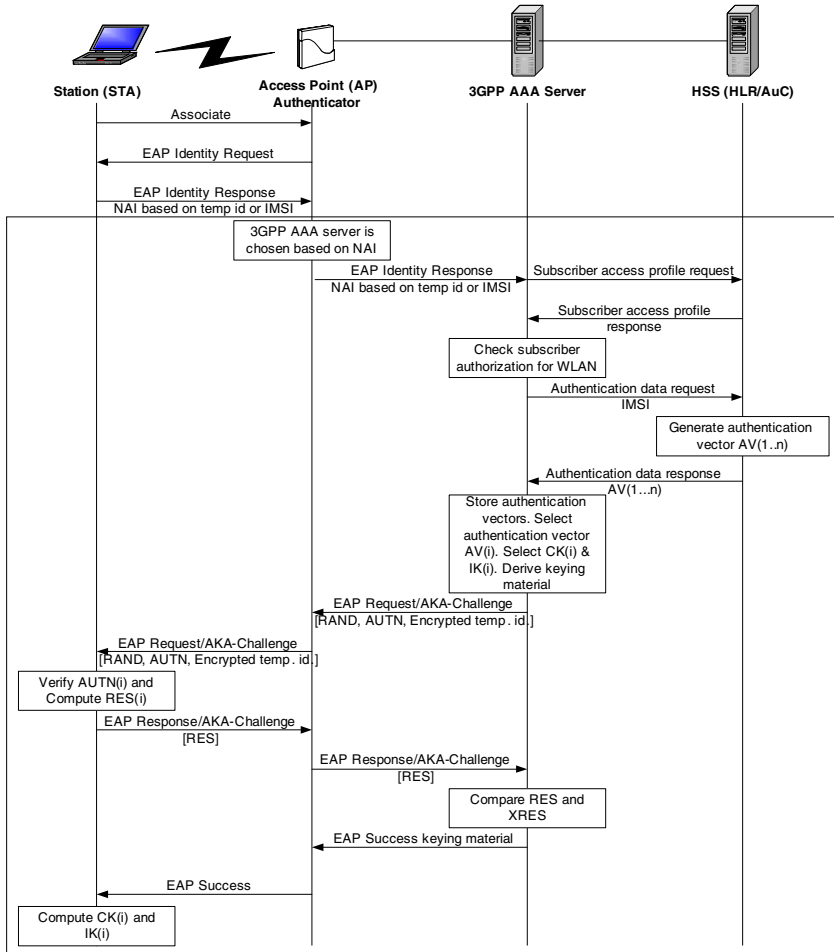 Station (STA)
Access Point (AP)
Authenticator
3GPP AAA Server
HSS (HLR/AuC)
Associate
EAP Identity Request
EAP Identity Response
NAI based on temp id or IMSI
3GPP AAA server is
chosen based on NAI
EAP Identity Response
NAI based on temp id or IMSI
Subscriber access profile request
Subscriber access profile
response
Check subscriber
authorization for WLAN
Authentication data request
IMSI
Generate authentication
vector AV(1..n)
Authentication data response
AV(1...n)
Store authentication
vectors. Select
authentication vector
AV(i). Select CK(i) &
IK(i). Derive keying
material
EAP Request/AKA-Challenge
[RAND, AUTN, Encrypted temp. id.]
EAP Request/AKA-Challenge
[RAND, AUTN, Encrypted temp. id.]
Verify AUTN(i) and
Compute RES(i)
EAP Response/AKA-Challenge
[RES]
EAP Response/AKA-Challenge
[RES]
Compare RES and
XRES
EAP Success keying material
EAP Success
Compute CK(i) and
IK(i)